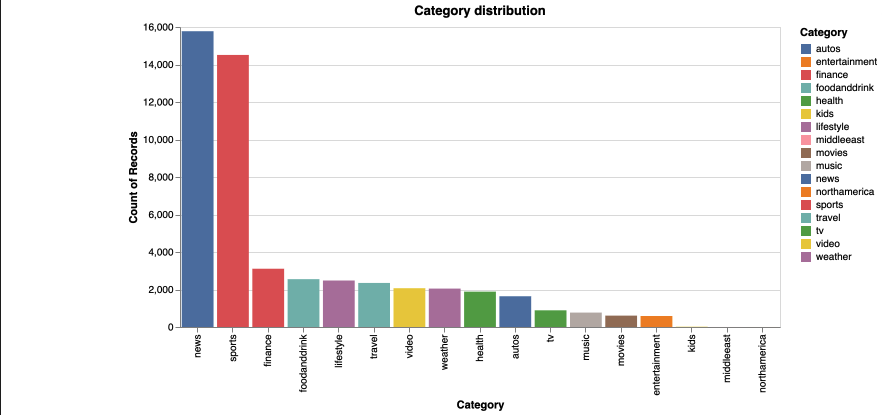 Category distribution
16,000
14,000
12,000
10,000
8,000
6,000
4,000
2,000
0
Count of Records
news
sports
finance
foodanddrink
lifestyle
travel
video
weather
health
autos
tv
music
movies
entertainment
kids
middleeast
northamerica
Category
Category
autos
entertainment
finance
foodanddrink
health
kids
lifestyle
middleeast
movies
music
news
northamerica
sports
travel
tv
video
weather